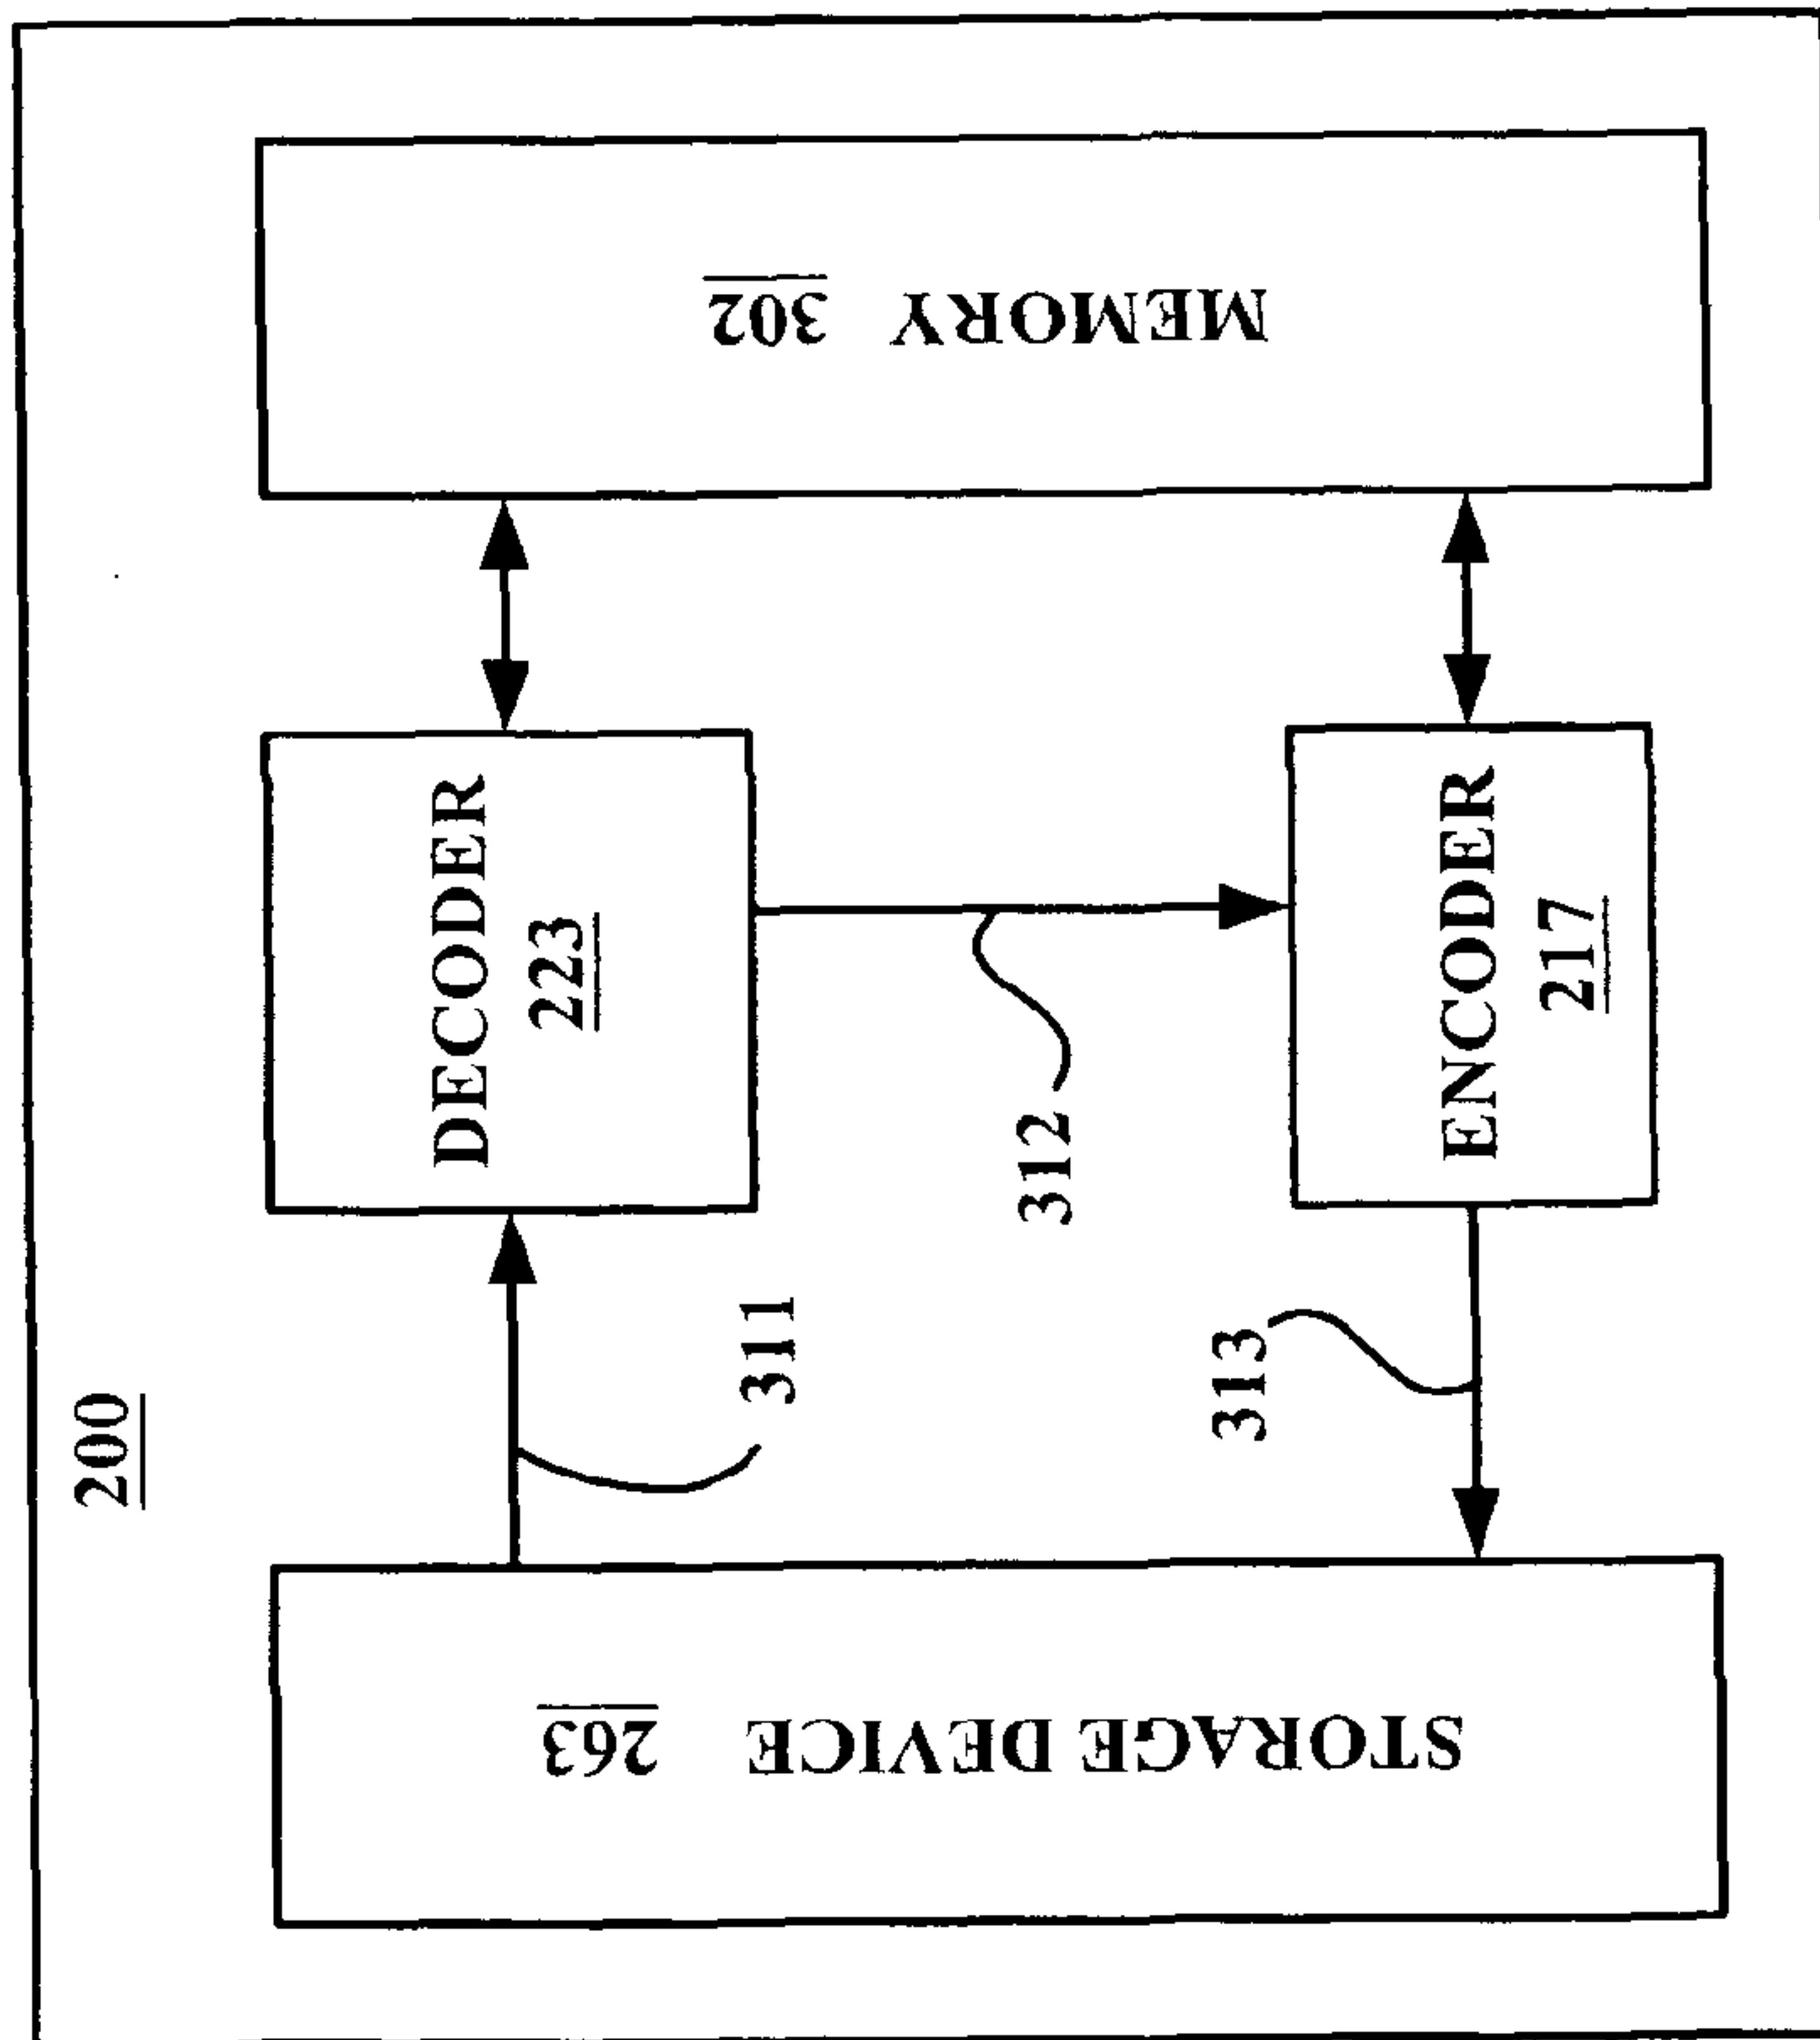 200
STORAGE DEVICE 263
311
DECODER
223
312
313
ENCODER
217
MEMORY 302